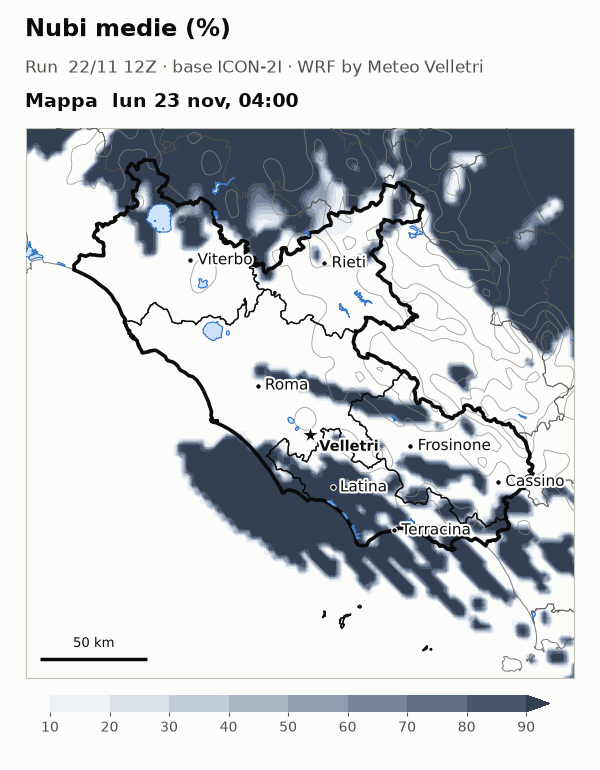 Nubi medie (%)
Run  22/11 12Z · base ICON-2I · WRF by Meteo Velletri
Mappa  lun 23 nov, 04:00
Viterbo
Rieti
Roma
Velletri
Frosinone
Latina
Cassino
Terracina
50 km
10 20 30 40 50 60 70 80 90